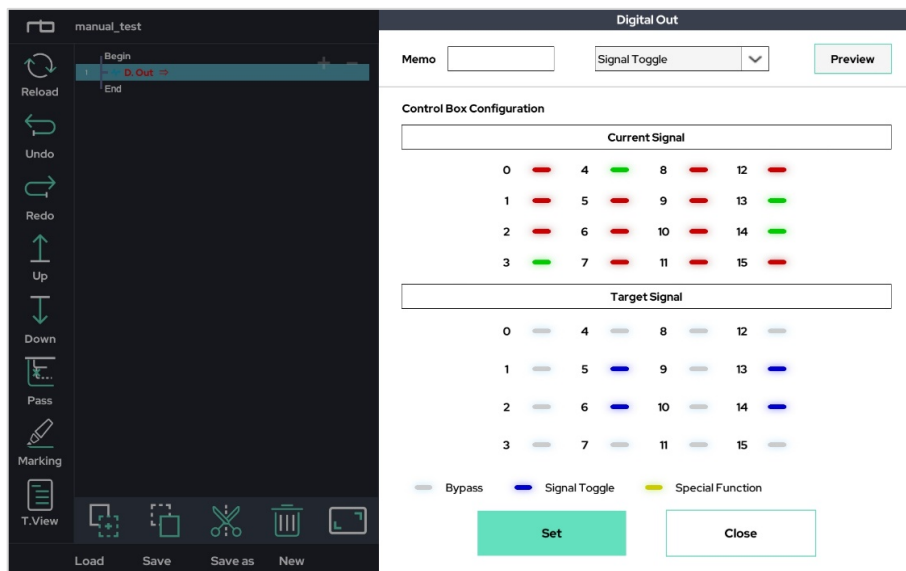 rb manual_test
Reload
Undo
Redo
Up
Down
Pass
Marking
T.View
Begin
1 D. Out
End
Load Save Save as New
Digital Out
Memo Signal Toggle Preview
Control Box Configuration
Current Signal
0 4 8 12
1 5 9 13
2 6 10 14
3 7 11 15
Target Signal
0 4 8 12
1 5 9 13
2 6 10 14
3 7 11 15
Bypass Signal Toggle Special Function
Set Close